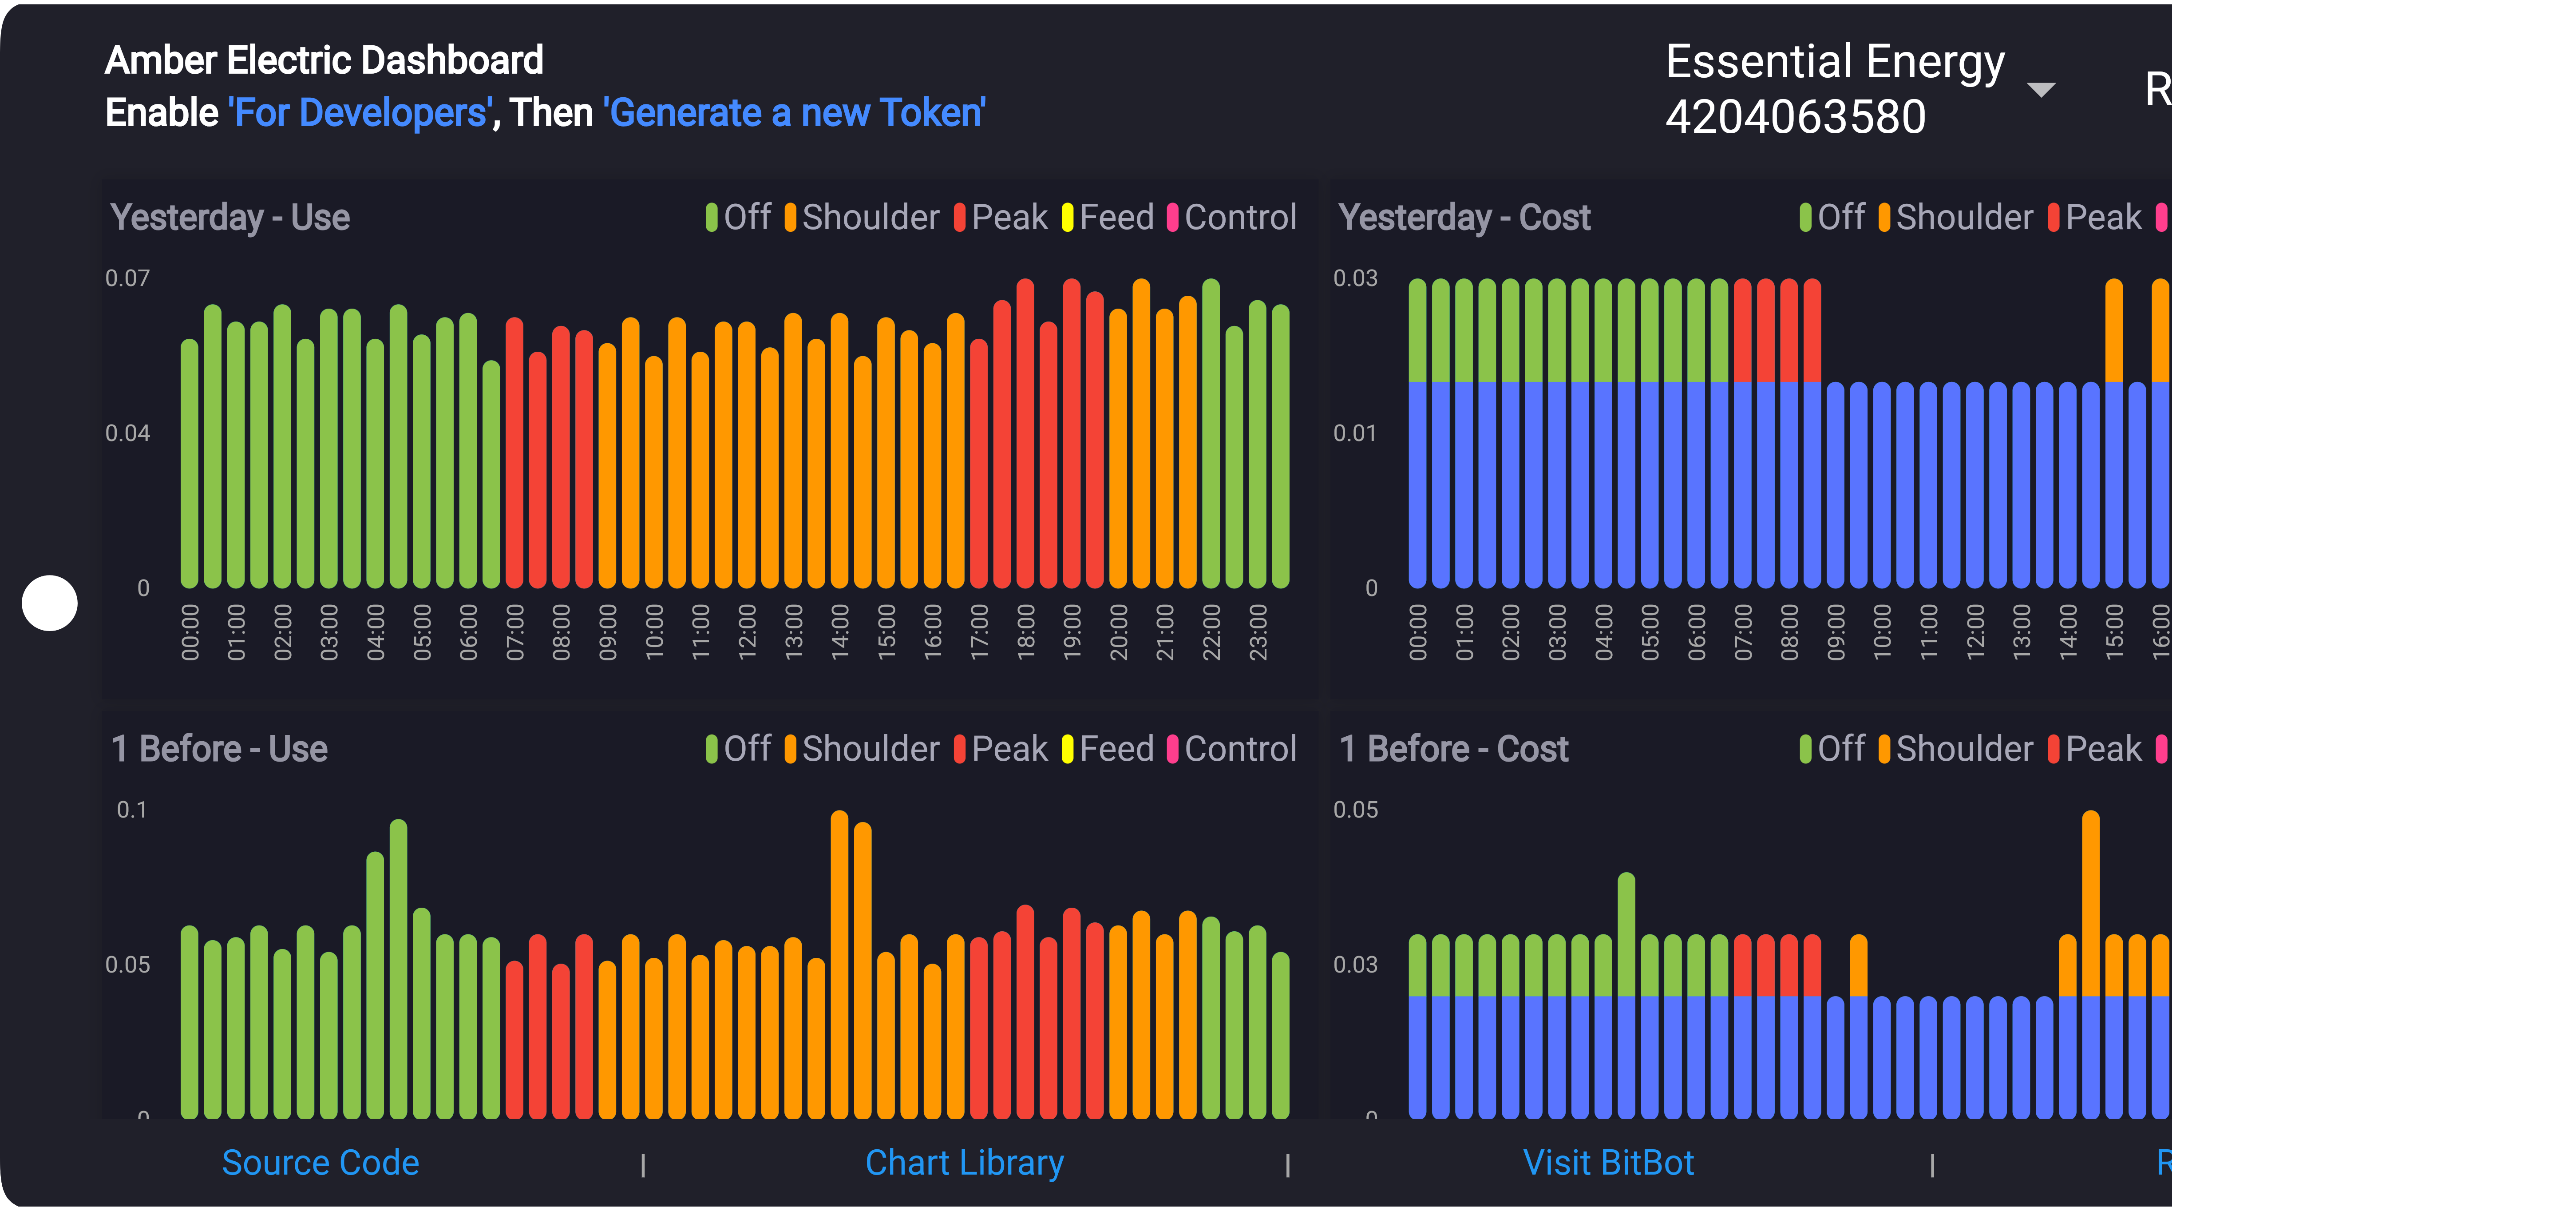 Amber Electric Dashboard
Enable 'For Developers', Then 'Generate a new Token'
Essential Energy
4204063580
R
Yesterday - Use
Off Shoulder Peak Feed Control
0.07
0.04
0
00:00 01:00 02:00 03:00 04:00 05:00 06:00 07:00 08:00 09:00 10:00 11:00 12:00 13:00 14:00 15:00 16:00 17:00 18:00 19:00 20:00 21:00 22:00 23:00
Yesterday - Cost
Off Shoulder Peak
0.03
0.01
0
00:00 01:00 02:00 03:00 04:00 05:00 06:00 07:00 08:00 09:00 10:00 11:00 12:00 13:00 14:00 15:00 16:00
1 Before - Use
Off Shoulder Peak Feed Control
0.1
0.05
0
1 Before - Cost
Off Shoulder Peak
0.05
0.03
0
Source Code | Chart Library | Visit BitBot | R